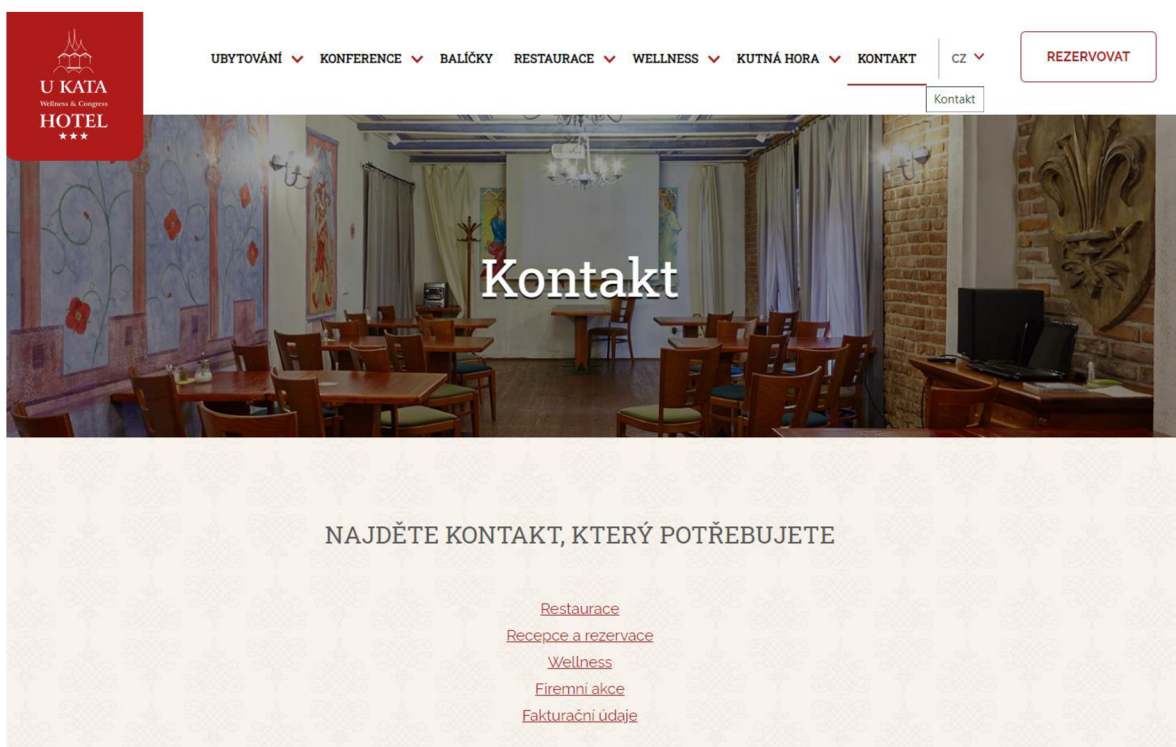 U KATA
Wellness & Congress
HOTEL
★★★
UBYTOVÁNÍ KONFERENCE BALÍČKY RESTAURACE WELLNESS KUTNÁ HORA KONTAKT CZ REZERVOVAT
Kontakt
Kontakt
NAJDĚTE KONTAKT, KTERÝ POTŘEBUJETE
Restaurace
Recepce a rezervace
Wellness
Firemní akce
Fakturační údaje